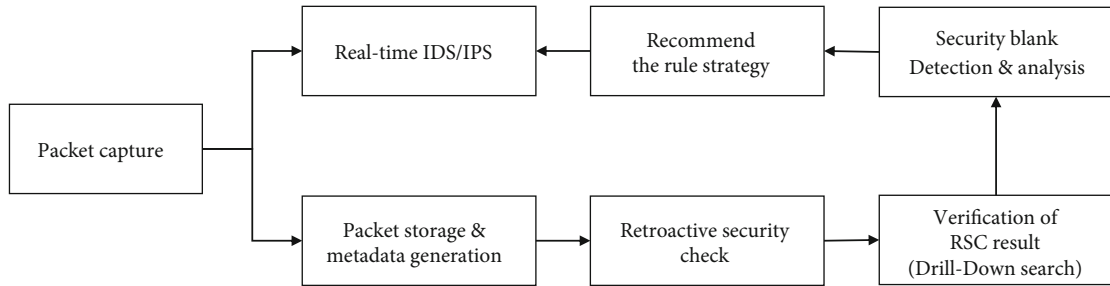 Real-time IDS/IPS
Recommend
the rule strategy
Security blank
Detection & analysis
Packet capture
Packet storage &
metadata generation
Retroactive security
check
Verification of
RSC result
(Drill-Down search)